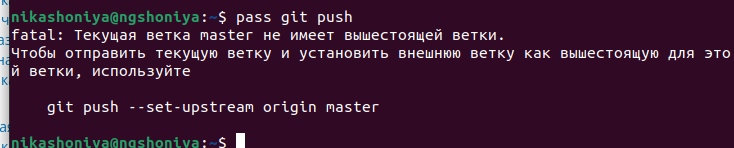 nikashoniya@ngshoniya:~$ pass git push
fatal: Текущая ветка master не имеет вышестоящей ветки.
Чтобы отправить текущую ветку и установить внешнюю ветку как вышестоящую для это
й ветки, используйте
git push --set-upstream origin master
nikashoniya@ngshoniya:~$